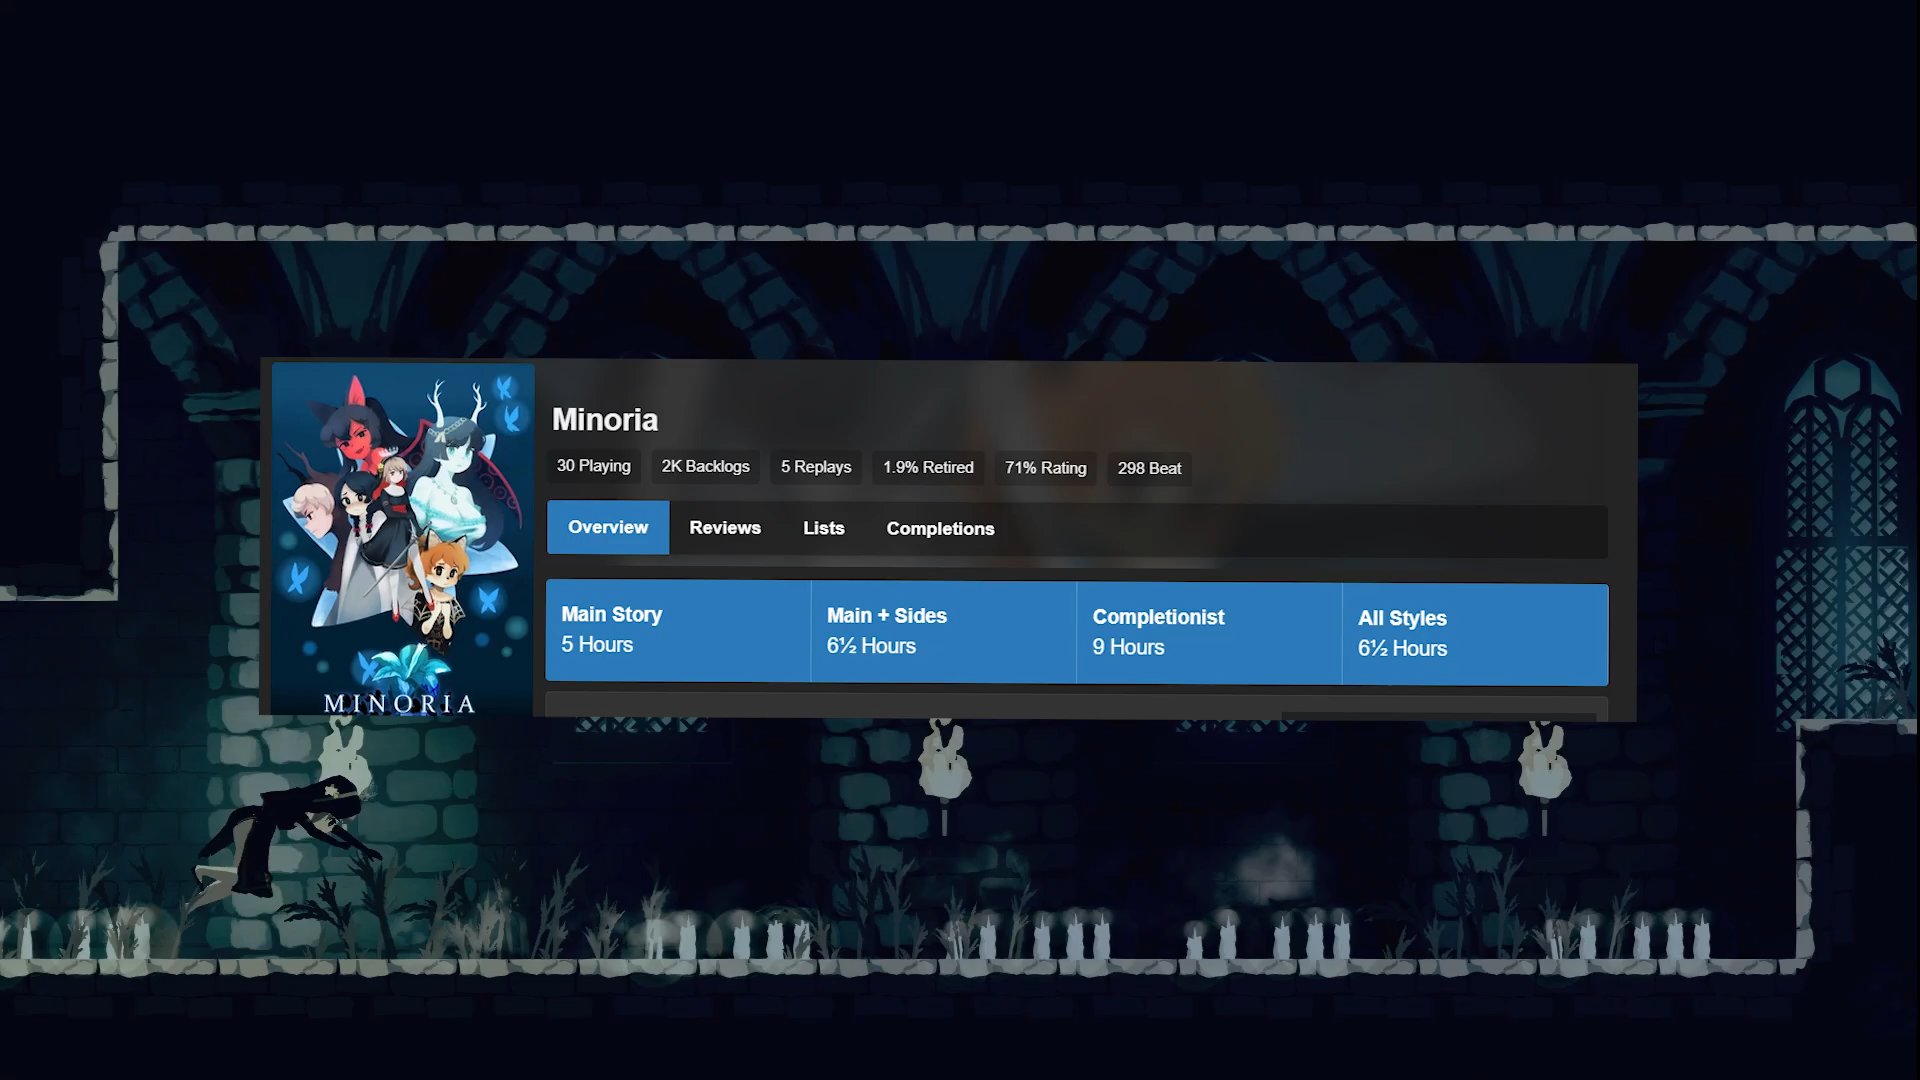 Minoria
30 Playing 2K Backlogs 5 Replays 1.9% Retired 71% Rating 298 Beat
Overview Reviews Lists Completions
Main Story Main + Sides Completionist All Styles
5 Hours 6½ Hours 9 Hours 6½ Hours
MINORIA